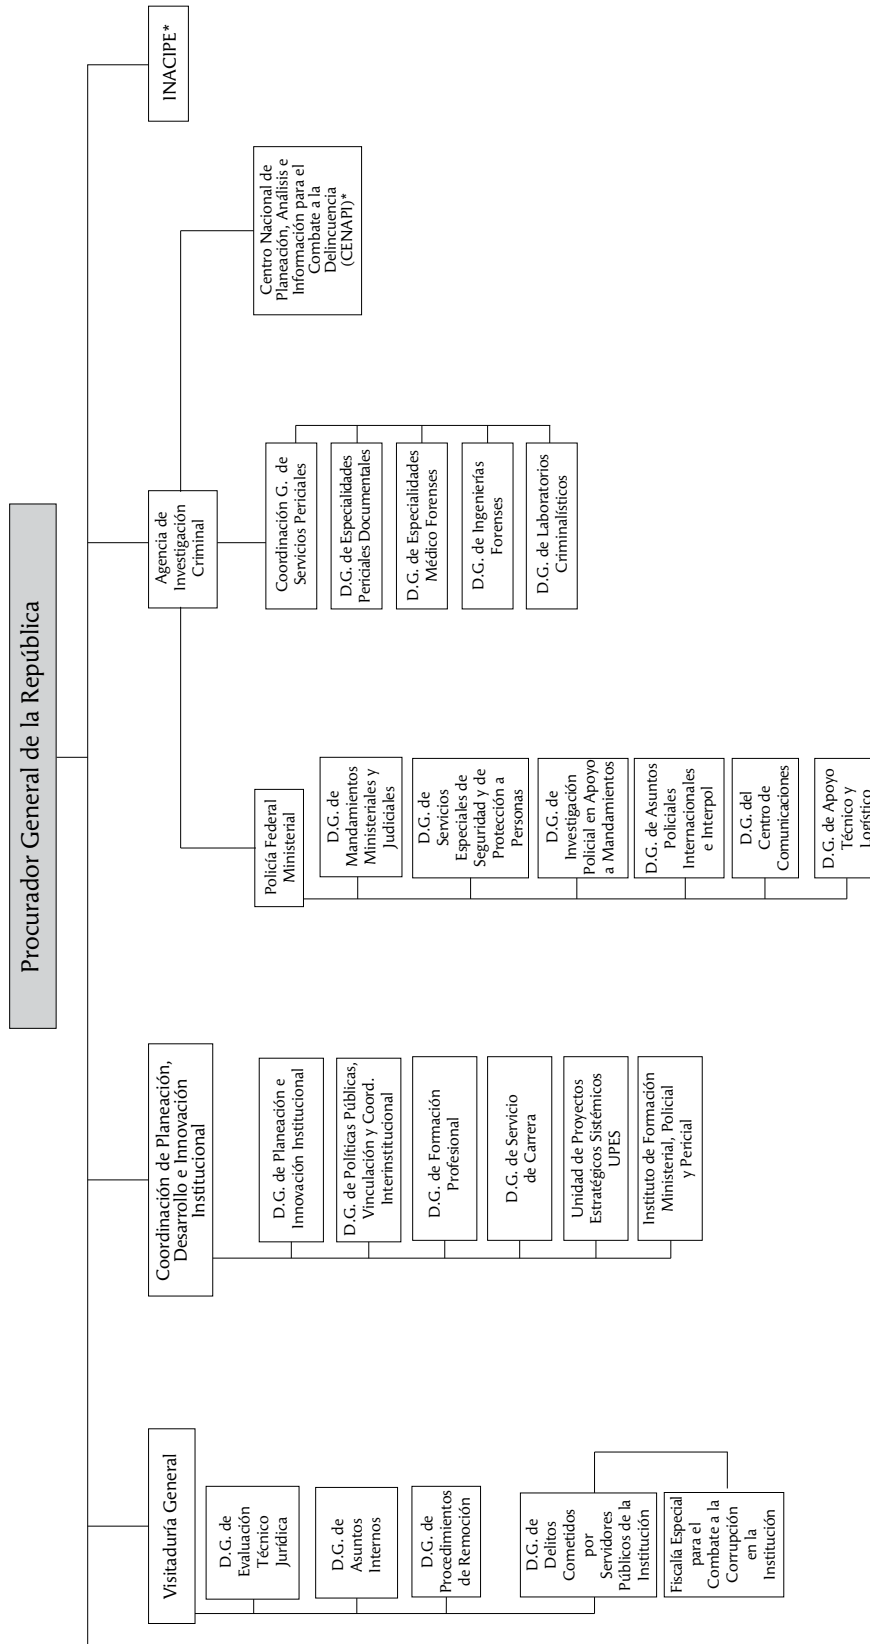 Procurador General de la República
Visitaduría General
D.G. de
Evaluación
Técnico
Jurídica
D.G. de
Asuntos
Internos
D.G. de
Procedimientos
de Remoción
D.G. de
Delitos
Cometidos
por
Servidores
Públicos de la
Institución
Fiscalía Especial
para el
Combate a la
Corrupción
en la
Institución
Coordinación de Planeación,
Desarrollo e Innovación
Institucional
D.G. de Planeación e
Innovación Institucional
D.G. de Políticas Públicas,
Vinculación y Coord.
Interinstitucional
D.G. de Formación
Profesional
D.G. de Servicio
de Carrera
Unidad de Proyectos
Estratégicos Sistémicos
UPES
Instituto de Formación
Ministerial, Policial
y Pericial
Agencia de
Investigación
Criminal
Policía Federal
Ministerial
D.G. de
Mandamientos
Ministeriales y
Judiciales
D.G. de
Servicios
Especiales de
Seguridad y de
Protección a
Personas
D.G. de
Investigación
Policial en Apoyo
a Mandamientos
D.G. de Asuntos
Policiales
Internacionales
e Interpol
D.G. del
Centro de
Comunicaciones
D.G. de Apoyo
Técnico y
Logístico
Coordinación G. de
Servicios Periciales
D.G. de Especialidades
Periciales Documentales
D.G. de Especialidades
Médico Forenses
D.G. de Ingenierías
Forenses
D.G. de Laboratorios
Criminalísticos
Centro Nacional de
Planeación, Análisis e
Información para el
Combate a la
Delincuencia
(CENAPI)*
INACIPE*